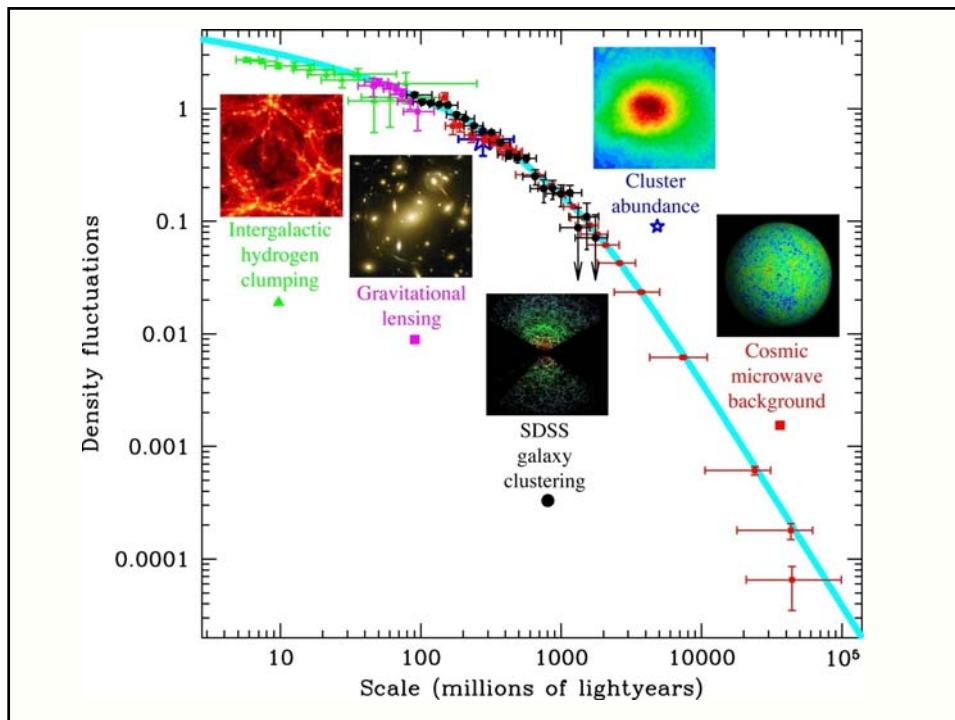 Density fluctuations
1
0.1
0.01
0.001
0.0001
Intergalactic
hydrogen
clumping
Gravitational
lensing
SDSS
galaxy
clustering
Cluster
abundance
Cosmic
microwave
background
10
100
1000
10000
10⁵
Scale (millions of lightyears)